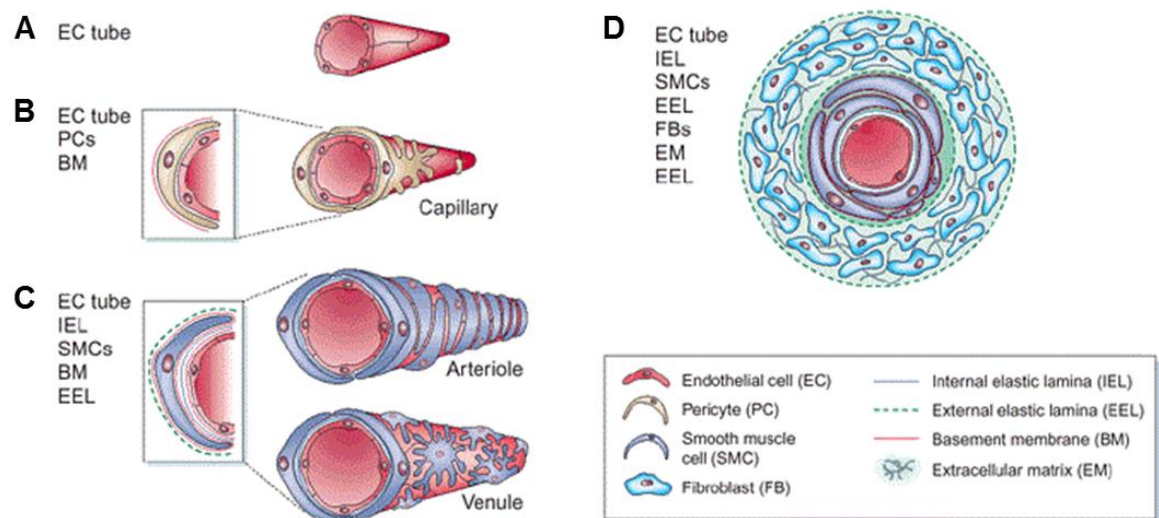 A
EC tube
B
EC tube
PCs
BM
Capillary
C
EC tube
IEL
SMCs
BM
EEL
Arteriole
Venule
D
EC tube
IEL
SMCs
EEL
FBs
EM
EEL
Endothelial cell (EC)
Pericyte (PC)
Smooth muscle
cell (SMC)
Fibroblast (FB)
Internal elastic lamina (IEL)
External elastic lamina (EEL)
Basement membrane (BM)
Extracellular matrix (EM)